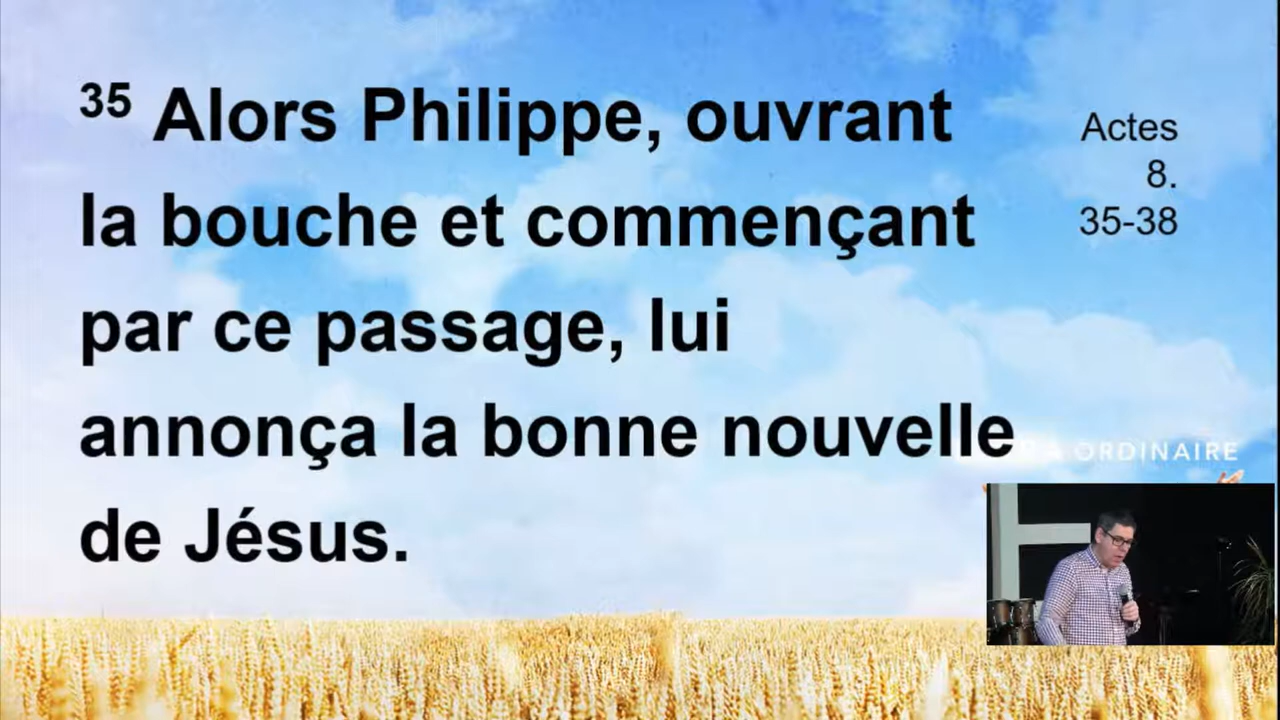 35 Alors Philippe, ouvrant
la bouche et commençant
par ce passage, lui
annonça la bonne nouvelle
de Jésus.
Actes
8.
35-38
ORDINAIRE